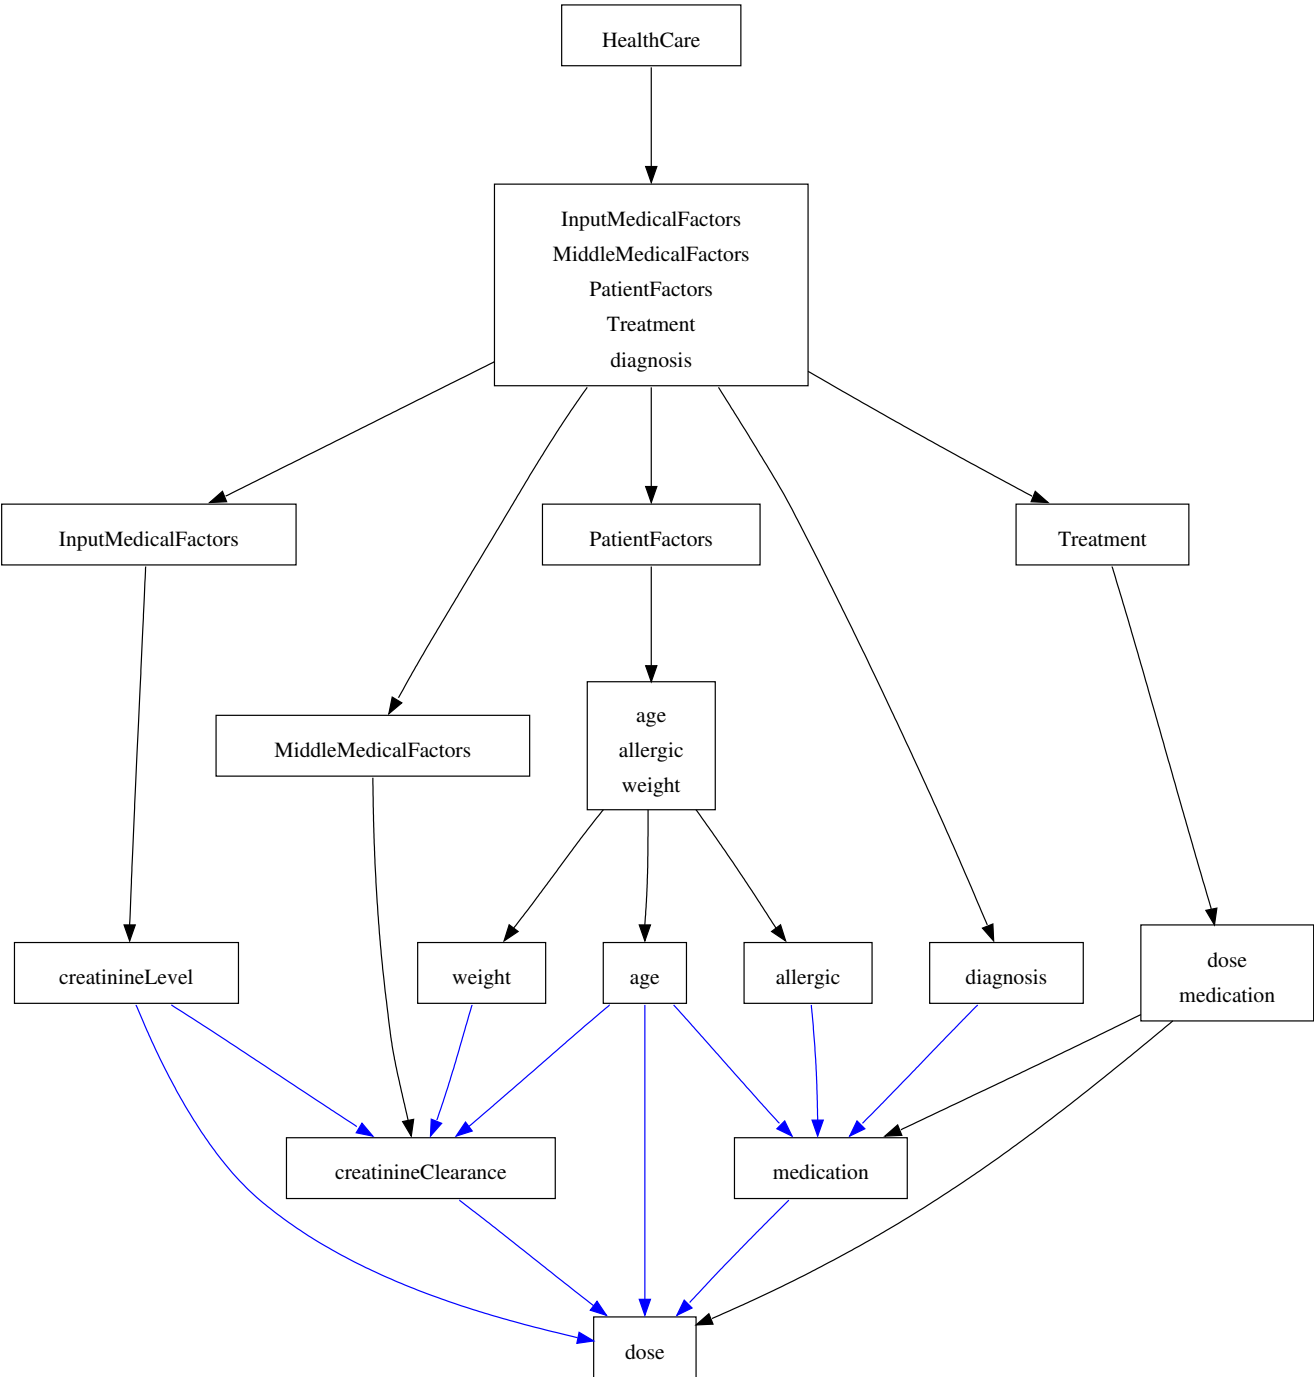 HealthCare
InputMedicalFactors
MiddleMedicalFactors
PatientFactors
Treatment
diagnosis
InputMedicalFactors
PatientFactors
Treatment
MiddleMedicalFactors
age
allergic
weight
creatinineLevel
weight
age
allergic
diagnosis
dose
medication
creatinineClearance
medication
dose